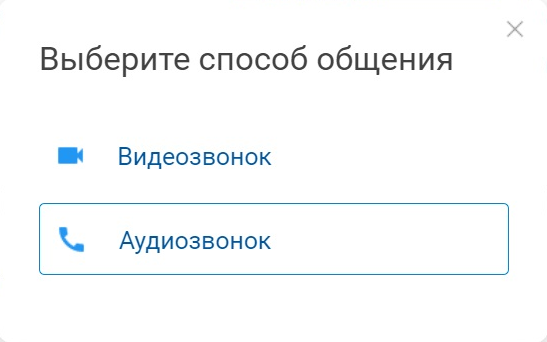 Выберите способ общения
Видеозвонок
Аудиозвонок